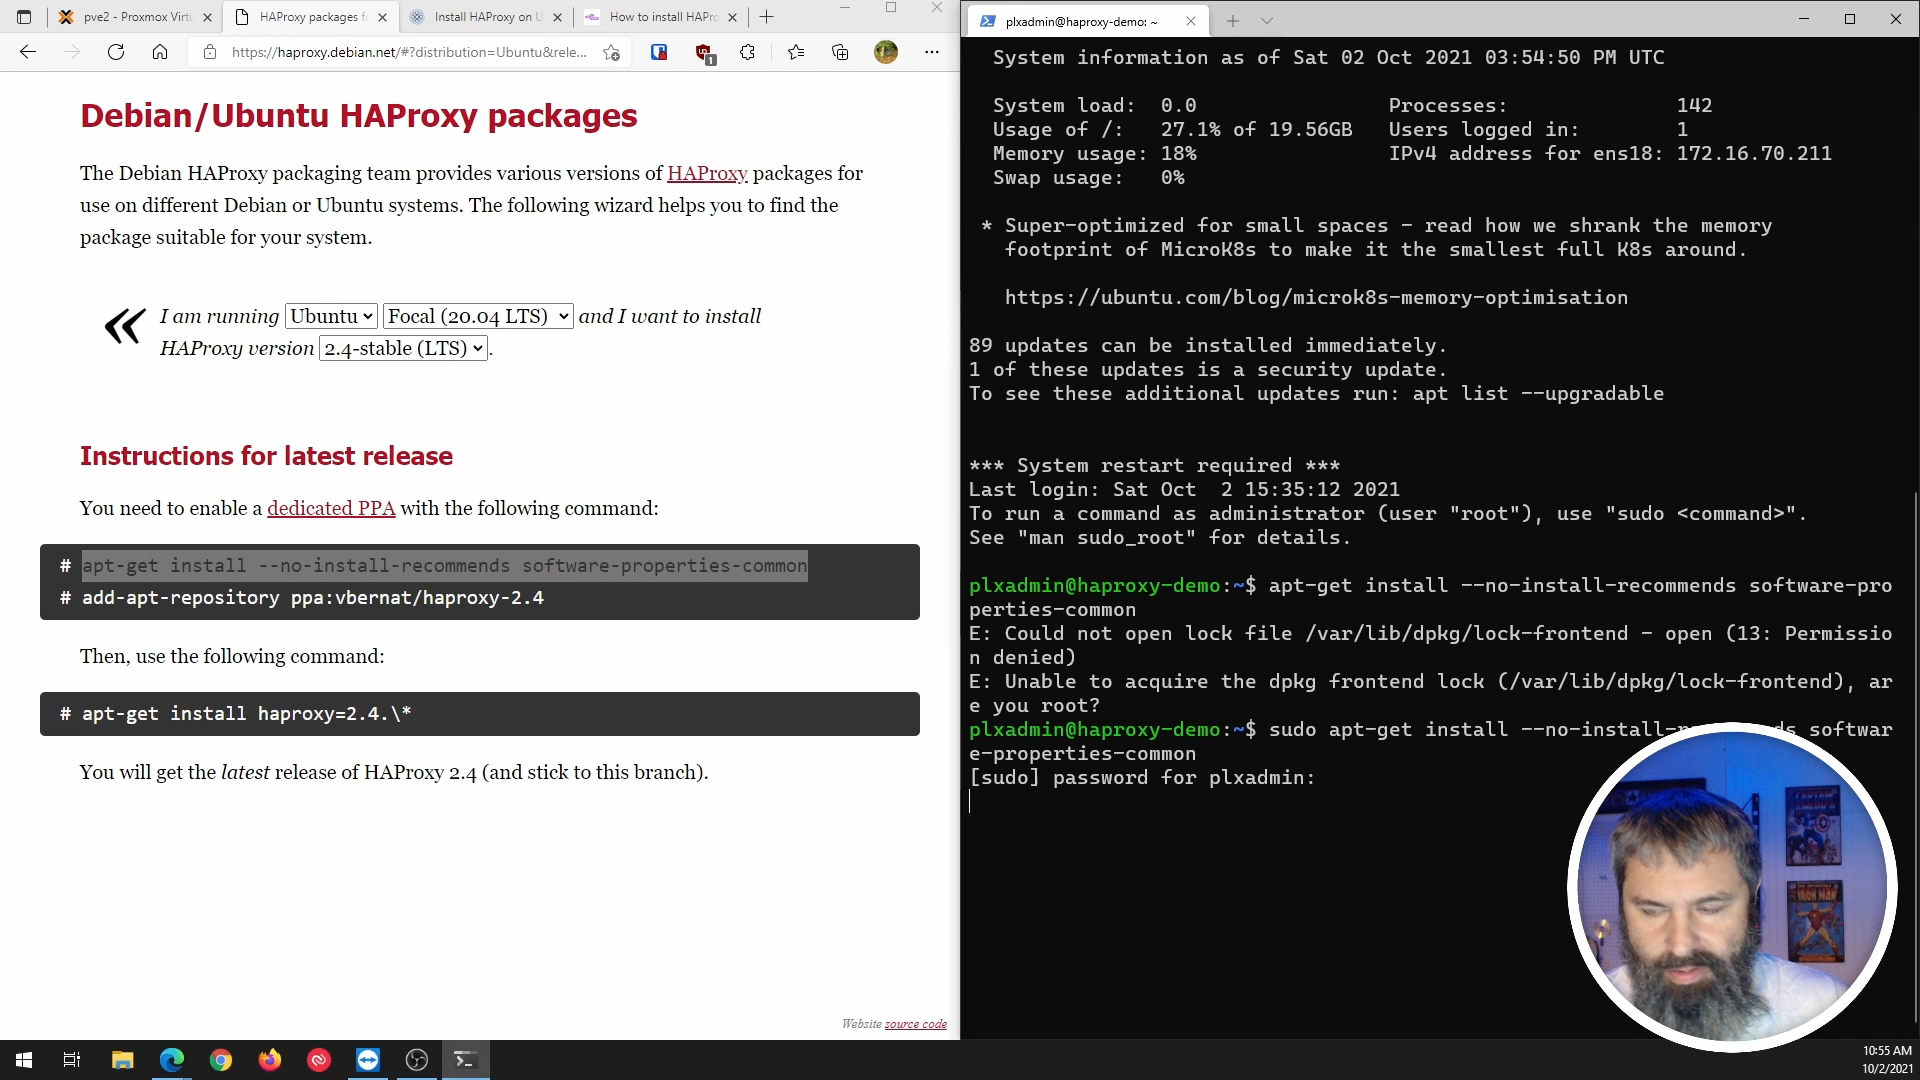 pve2 - Proxmox Virtu
HAProxy packages f
Install HAProxy on U
How to install HAPro
https://haproxy.debian.net/#?distribution=Ubuntu&rele...
1
Debian/Ubuntu HAProxy packages
The Debian HAProxy packaging team provides various versions of HAProxy packages for
use on different Debian or Ubuntu systems. The following wizard helps you to find the
package suitable for your system.
«
I am running Ubuntu Focal (20.04 LTS) and I want to install
HAProxy version 2.4-stable (LTS).
Instructions for latest release
You need to enable a dedicated PPA with the following command:
# apt-get install --no-install-recommends software-properties-common
# add-apt-repository ppa:vbernat/haproxy-2.4
Then, use the following command:
# apt-get install haproxy=2.4.\*
You will get the latest release of HAProxy 2.4 (and stick to this branch).
Website source code
plxadmin@haproxy-demo: ~
System information as of Sat 02 Oct 2021 03:54:50 PM UTC
System load: 0.0 Processes: 142
Usage of /: 27.1% of 19.56GB Users logged in: 1
Memory usage: 18% IPv4 address for ens18: 172.16.70.211
Swap usage: 0%
* Super-optimized for small spaces - read how we shrank the memory
footprint of MicroK8s to make it the smallest full K8s around.
https://ubuntu.com/blog/microk8s-memory-optimisation
89 updates can be installed immediately.
1 of these updates is a security update.
To see these additional updates run: apt list --upgradable
*** System restart required ***
Last login: Sat Oct 2 15:35:12 2021
To run a command as administrator (user "root"), use "sudo <command>".
See "man sudo_root" for details.
plxadmin@haproxy-demo:~$ apt-get install --no-install-recommends software-pro
perties-common
E: Could not open lock file /var/lib/dpkg/lock-frontend - open (13: Permissio
n denied)
E: Unable to acquire the dpkg frontend lock (/var/lib/dpkg/lock-frontend), ar
e you root?
plxadmin@haproxy-demo:~$ sudo apt-get install --no-install-r s softwar
e-properties-common
[sudo] password for plxadmin:
CAPTAIN
AMERICA
IRON MAN
10:55 AM
10/2/2021